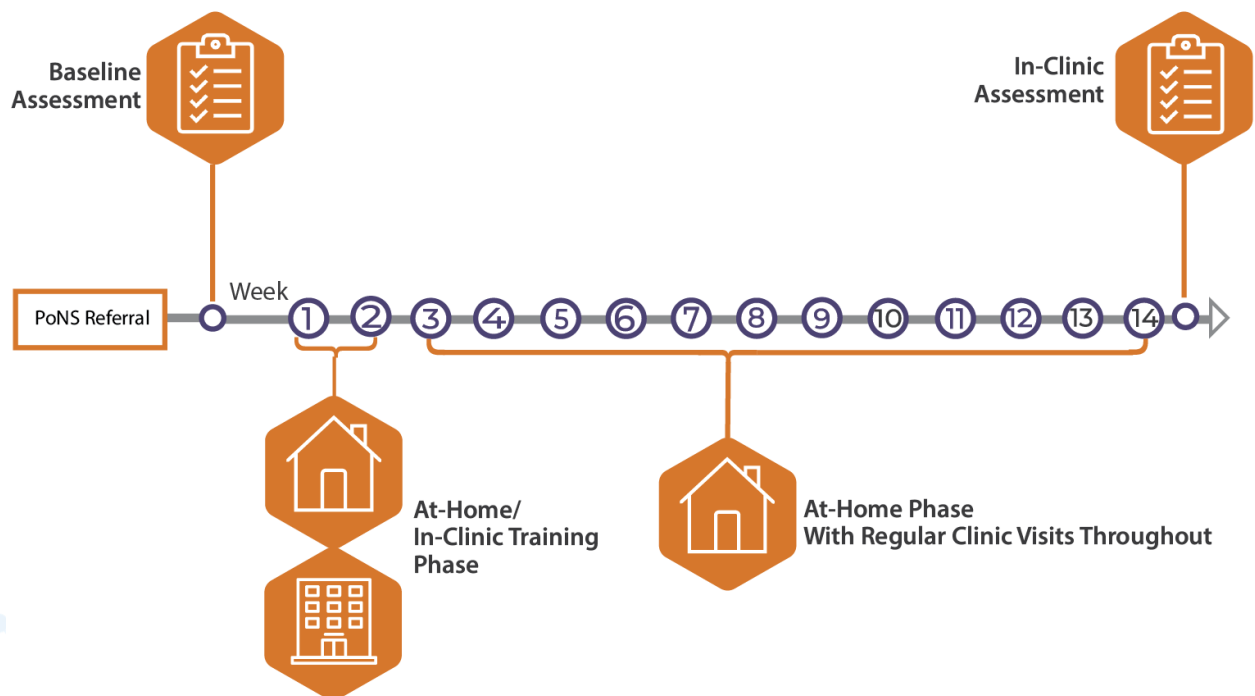 Baseline
Assessment
In-Clinic
Assessment
PoNS Referral
Week
1 2 3 4 5 6 7 8 9 10 11 12 13 14
At-Home/
In-Clinic Training
Phase
At-Home Phase
With Regular Clinic Visits Throughout